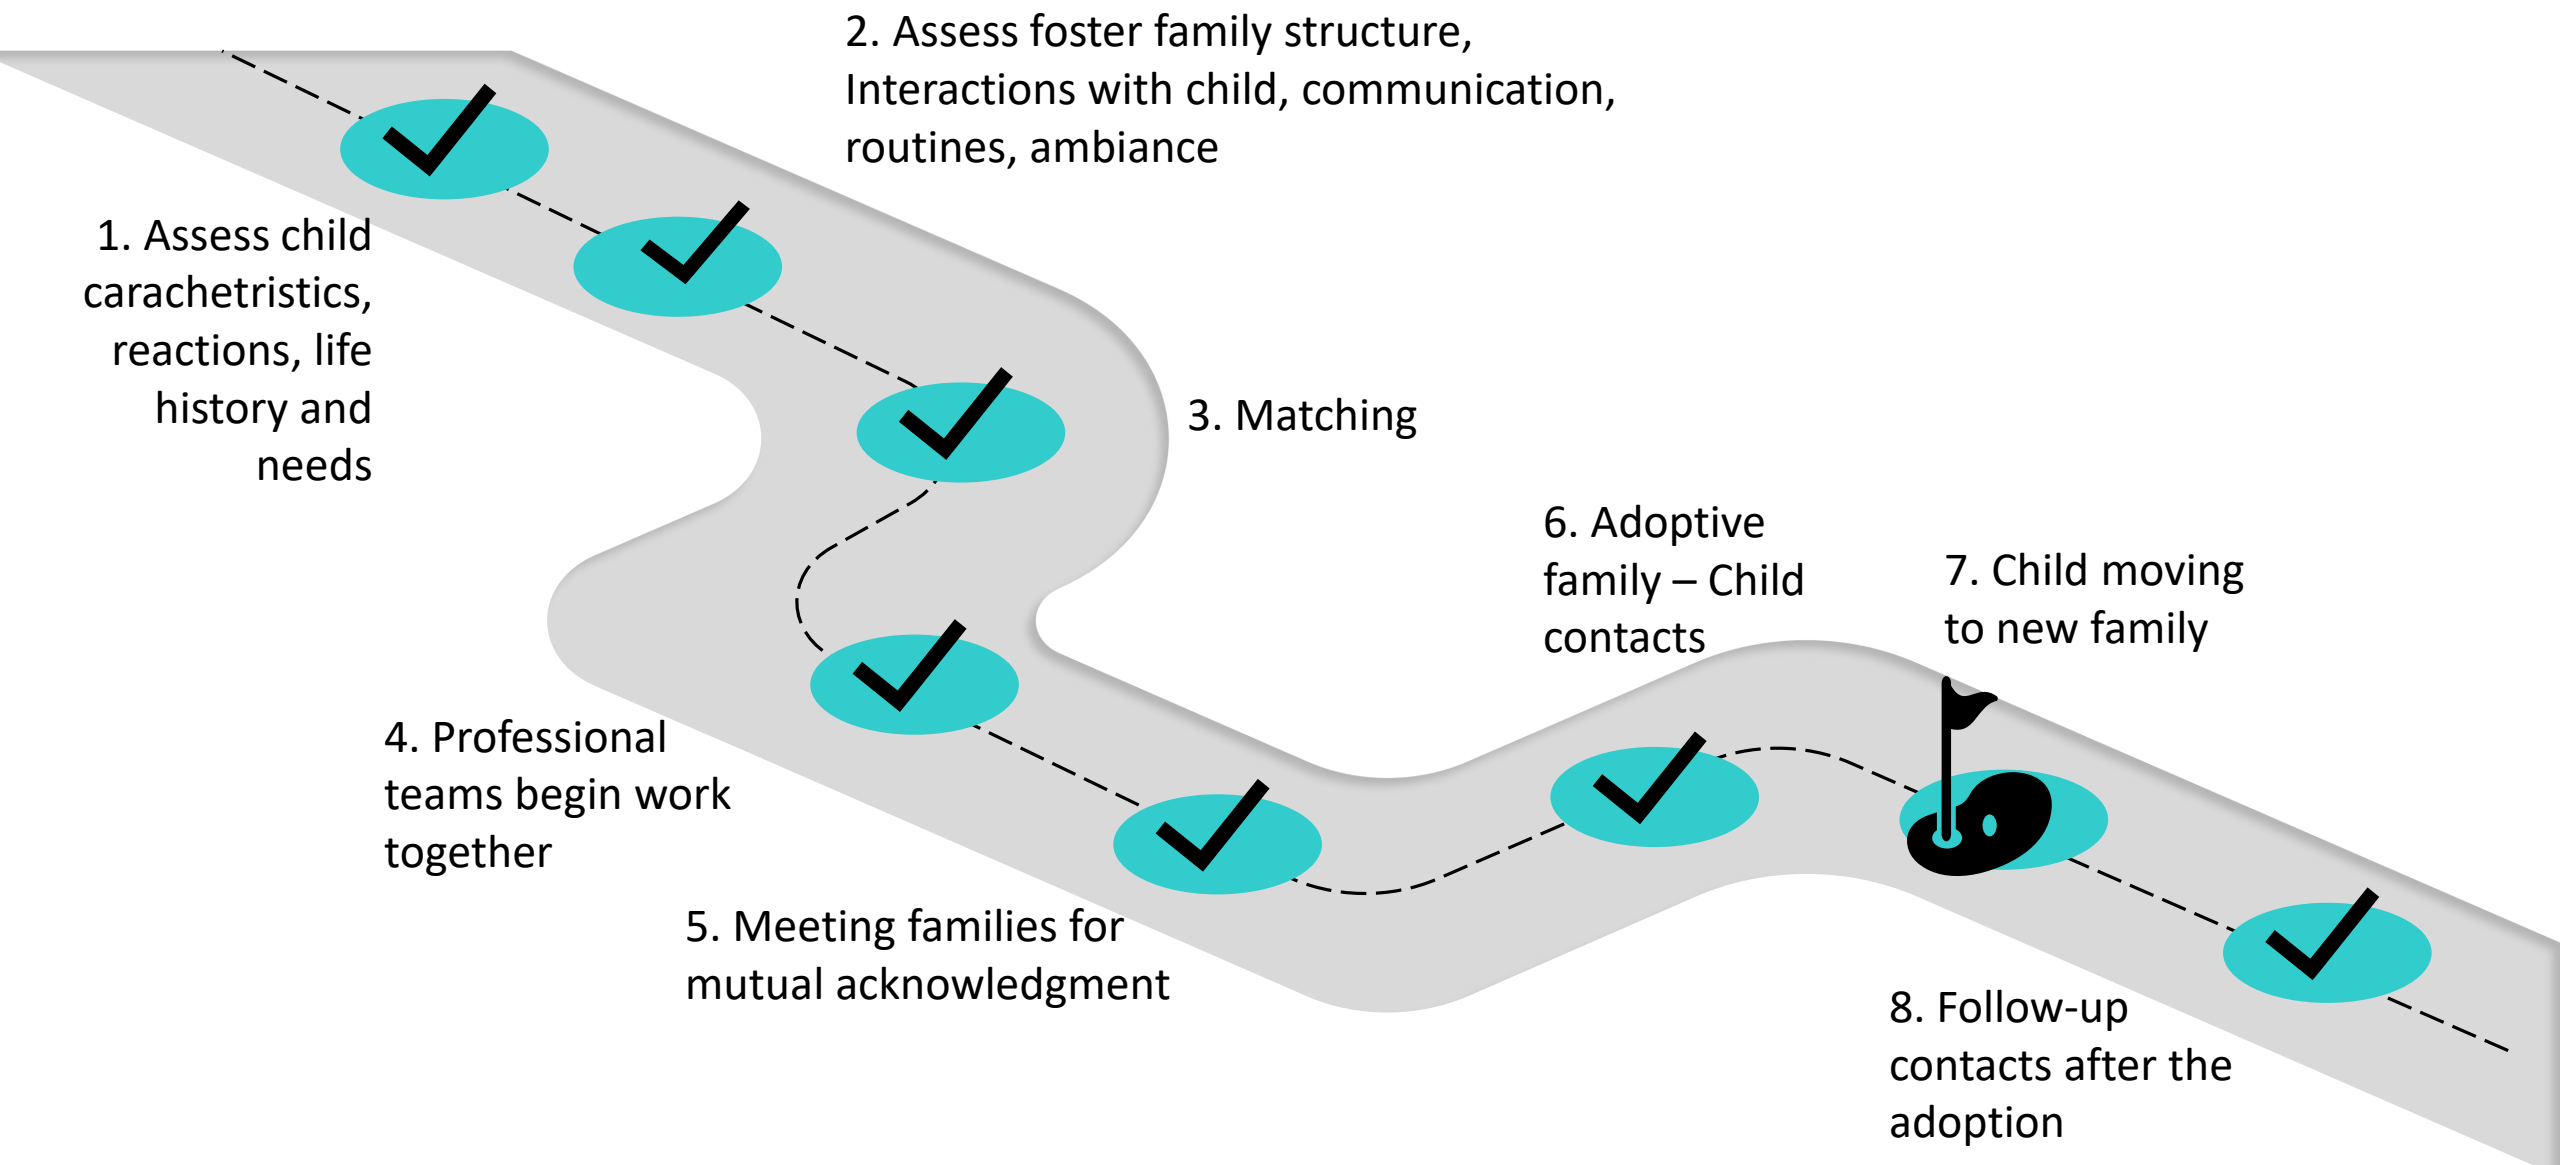 1. Assess child
carachetristics,
reactions, life
history and
needs
2. Assess foster family structure,
Interactions with child, communication,
routines, ambiance
3. Matching
4. Professional
teams begin work
together
5. Meeting families for
mutual acknowledgment
6. Adoptive
family – Child
contacts
7. Child moving
to new family
8. Follow-up
contacts after the
adoption